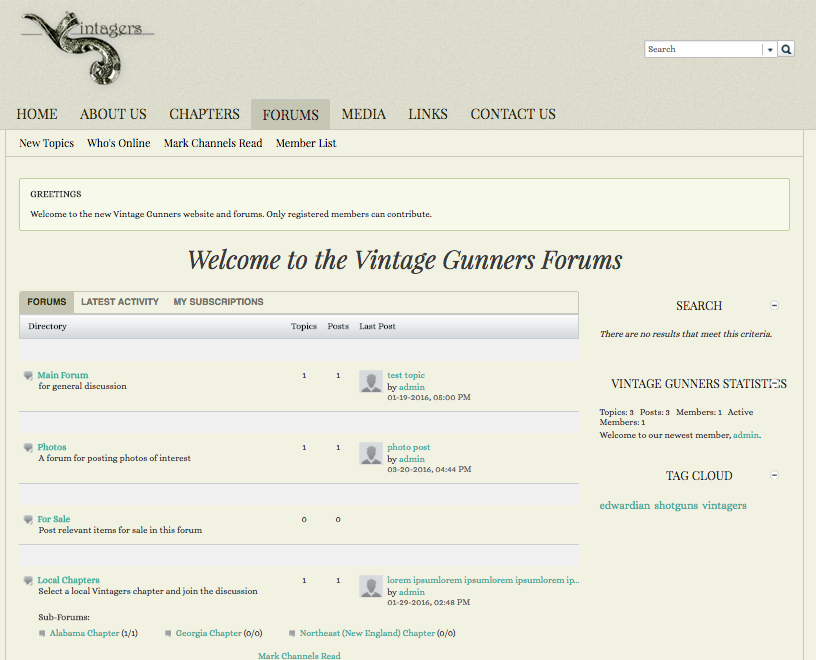 Vintagers
Search
HOME ABOUT US CHAPTERS FORUMS MEDIA LINKS CONTACT US
New Topics Who's Online Mark Channels Read Member List
GREETINGS
Welcome to the new Vintage Gunners website and forums. Only registered members can contribute.
Welcome to the Vintage Gunners Forums
FORUMS LATEST ACTIVITY MY SUBSCRIPTIONS
Directory Topics Posts Last Post
Main Forum 1 1 test topic
for general discussion by admin
01-19-2016, 05:00 PM
Photos 1 1 photo post
A forum for posting photos of interest by admin
03-20-2016, 04:44 PM
For Sale 0 0
Post relevant items for sale in this forum
Local Chapters 1 1 lorem ipsumlorem ipsumlorem ipsumlorem ip...
Select a local Vintagers chapter and join the discussion by admin
01-29-2016, 02:48 PM
Sub-Forums:
Alabama Chapter (1/1) Georgia Chapter (0/0) Northeast (New England) Chapter (0/0)
Mark Channels Read
SEARCH
There are no results that meet this criteria.
VINTAGE GUNNERS STATISTICS
Topics: 3 Posts: 3 Members: 1 Active
Members: 1
Welcome to our newest member, admin.
TAG CLOUD
edwardian shotguns vintagers